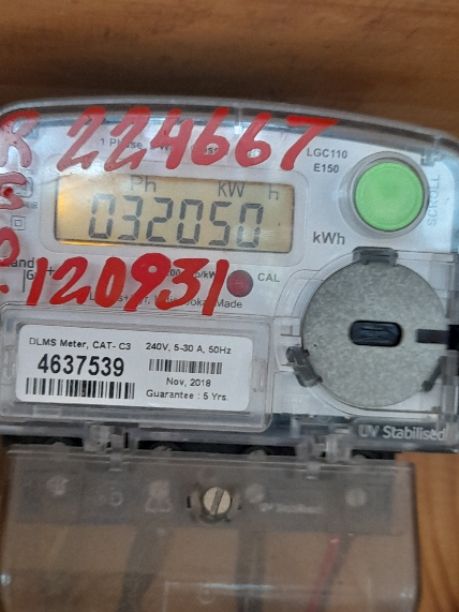 224667
1 Phase
LGC110
E150
SCROLL
Ph kW h
032050
kWh
120931
CAL
Made
DLMS Meter, CAT- C3 240V, 5-30 A, 50Hz
4637539
Nov, 2018
Guarantee : 5 Yrs.
UV Stabilised